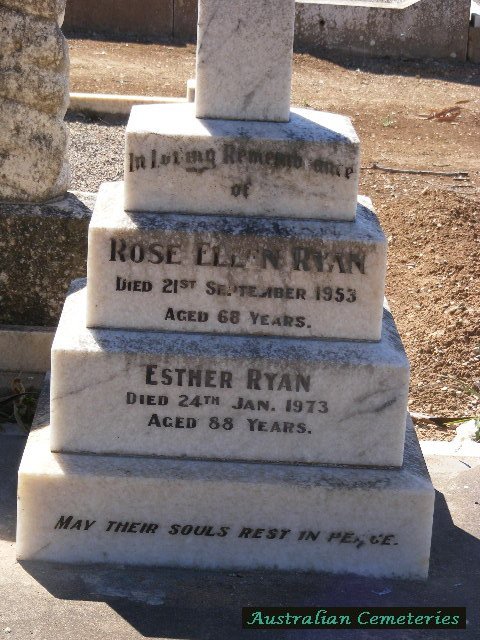 In Loving Remembrance
of
Rose Ellen Ryan
Died 21st September 1953
Aged 68 Years.
Esther Ryan
Died 24th Jan. 1973
Aged 88 Years.
May their souls rest in peace.
Australian Cemeteries